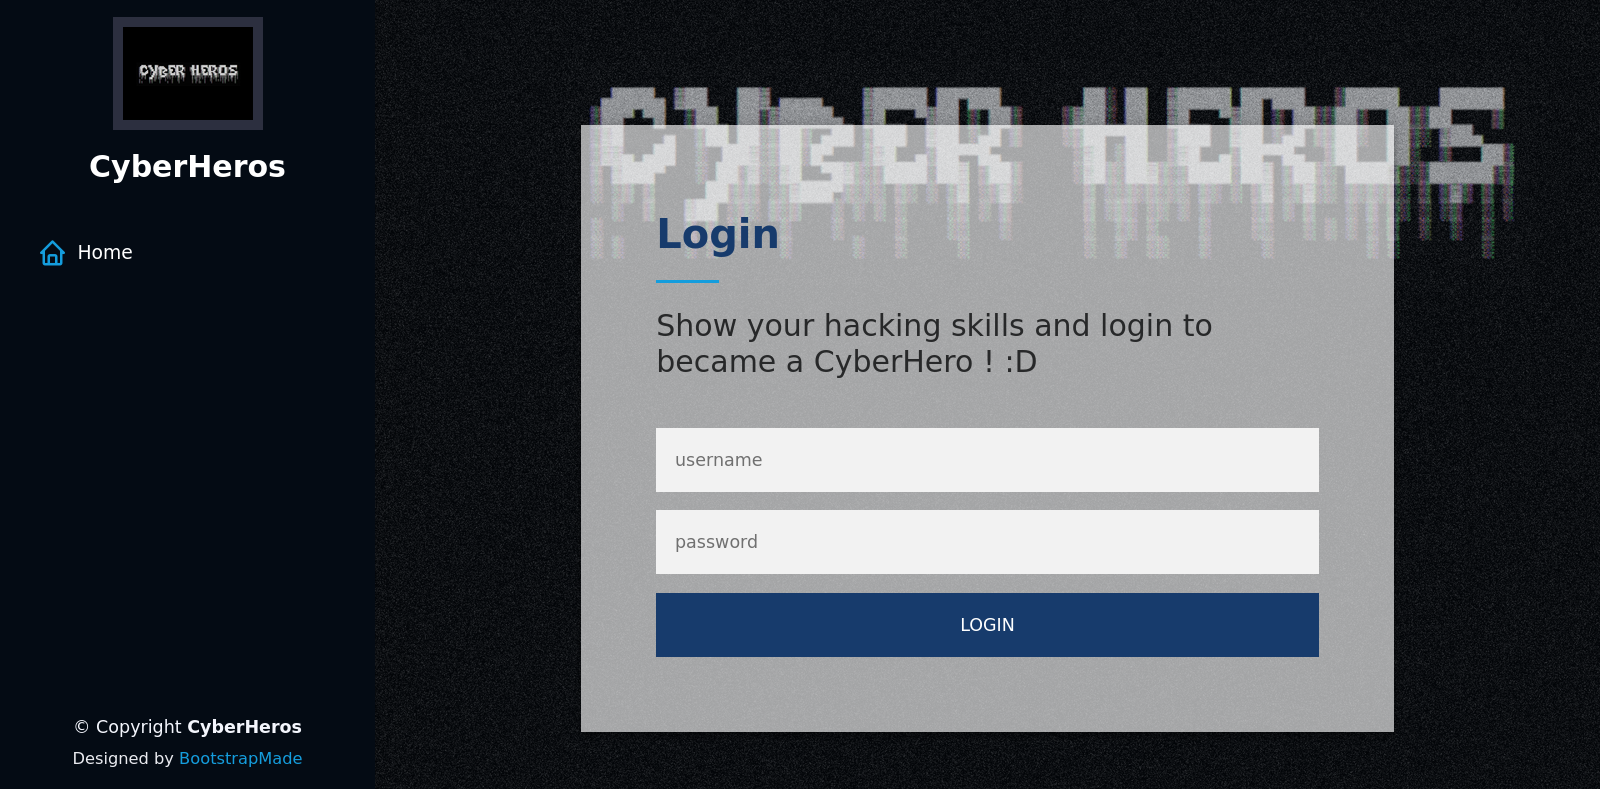 CYBER HEROS
CyberHeros
Home
© Copyright CyberHeros
Designed by BootstrapMade
CYBER HEROS
Login
Show your hacking skills and login to
became a CyberHero ! :D
username
password
LOGIN